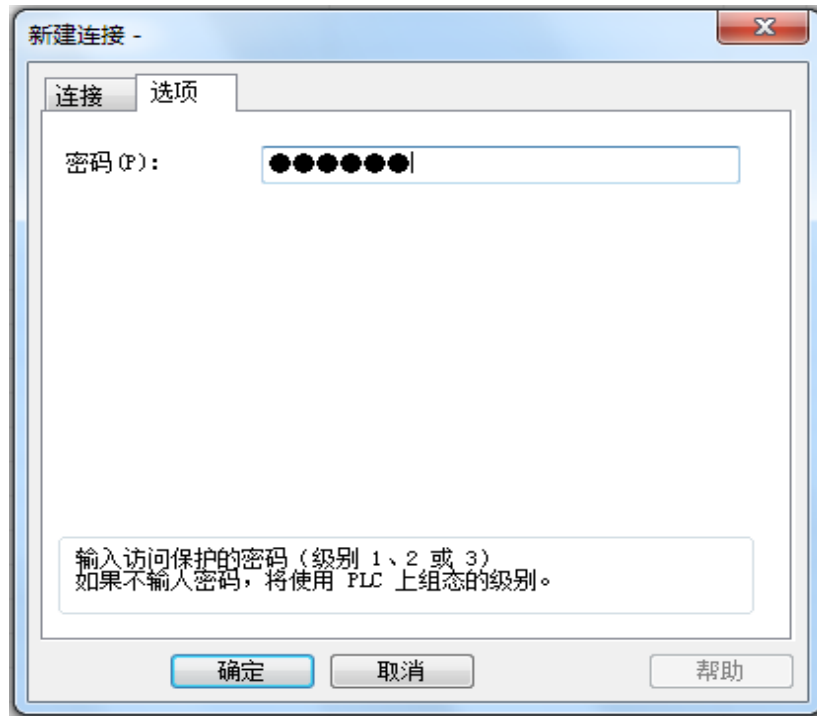 新建连接 -
连接 选项
密码(P): ●●●●●●
输入访问保护的密码(级别 1、2 或 3)
如果不输人密码,将使用 PLC 上组态的级别。
确定 取消 帮助